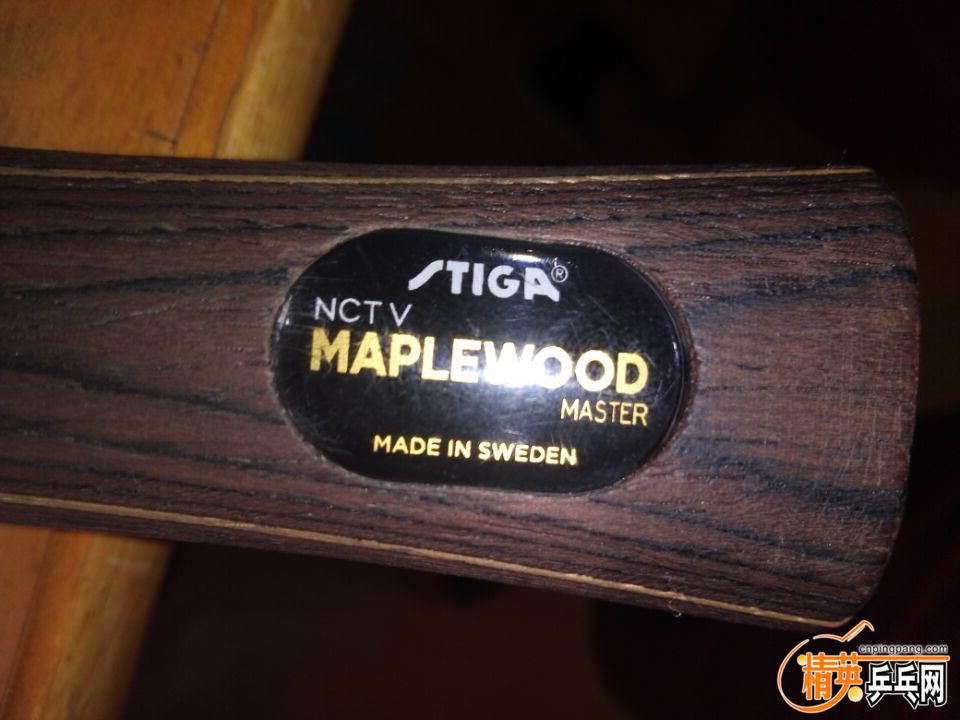 STIGA®
NCT V
MAPLEWOOD
MASTER
MADE IN SWEDEN
cnpingpang.com
精英乒乓网